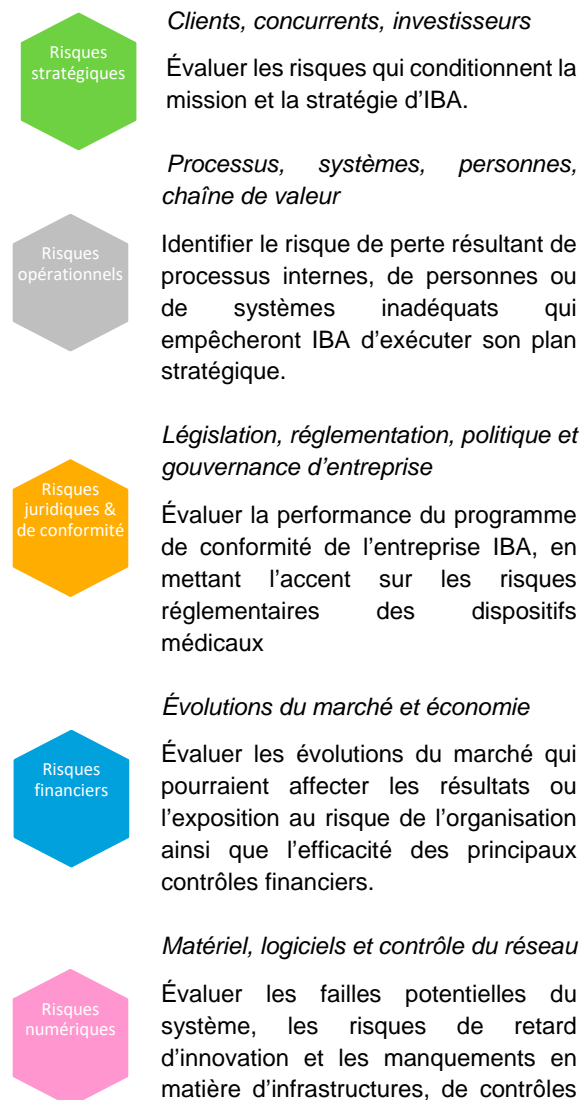 Risques
stratégiques
Clients, concurrents, investisseurs
Évaluer les risques qui conditionnent la
mission et la stratégie d’IBA.
Risques
opérationnels
Processus, systèmes, personnes,
chaîne de valeur
Identifier le risque de perte résultant de
processus internes, de personnes ou
de systèmes inadéquats qui
empêcheront IBA d’exécuter son plan
stratégique.
Risques
juridiques &
de conformité
Législation, réglementation, politique et
gouvernance d’entreprise
Évaluer la performance du programme
de conformité de l’entreprise IBA, en
mettant l’accent sur les risques
réglementaires des dispositifs
médicaux
Risques
financiers
Évolutions du marché et économie
Évaluer les évolutions du marché qui
pourraient affecter les résultats ou
l’exposition au risque de l’organisation
ainsi que l’efficacité des principaux
contrôles financiers.
Risques
numériques
Matériel, logiciels et contrôle du réseau
Évaluer les failles potentielles du
système, les risques de retard
d’innovation et les manquements en
matière d’infrastructures, de contrôles